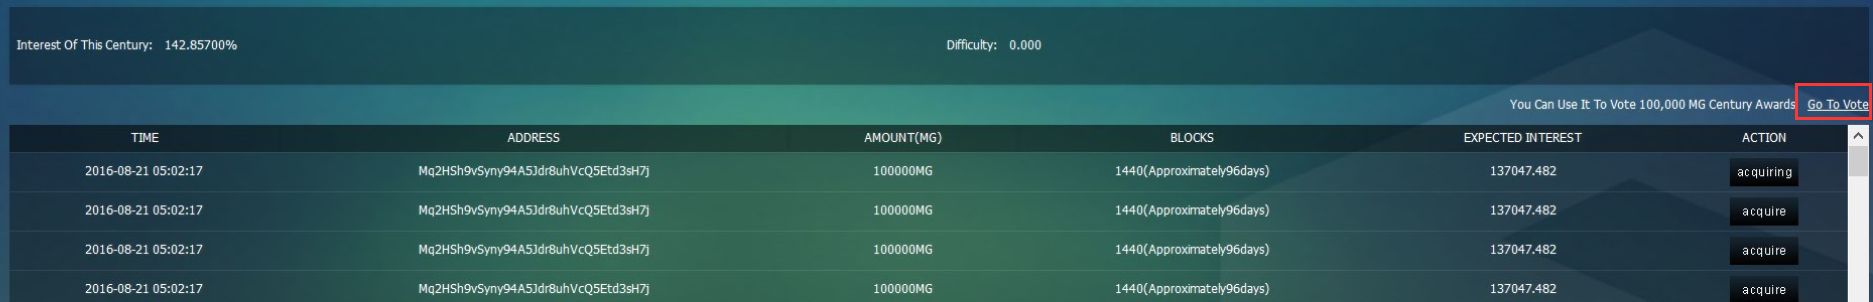 Interest Of This Century: 142.85700% Difficulty: 0.000
You Can Use It To Vote 100,000 MG Century Awards Go To Vote
TIME ADDRESS AMOUNT(MG) BLOCKS EXPECTED INTEREST ACTION
2016-08-21 05:02:17 Mq2HSh9vSyny94A5Jdr8uhVcQ5Etd3sH7j 100000MG 1440(Approximately96days) 137047.482 acquiring
2016-08-21 05:02:17 Mq2HSh9vSyny94A5Jdr8uhVcQ5Etd3sH7j 100000MG 1440(Approximately96days) 137047.482 acquire
2016-08-21 05:02:17 Mq2HSh9vSyny94A5Jdr8uhVcQ5Etd3sH7j 100000MG 1440(Approximately96days) 137047.482 acquire
2016-08-21 05:02:17 Mq2HSh9vSyny94A5Jdr8uhVcQ5Etd3sH7j 100000MG 1440(Approximately96days) 137047.482 acquire